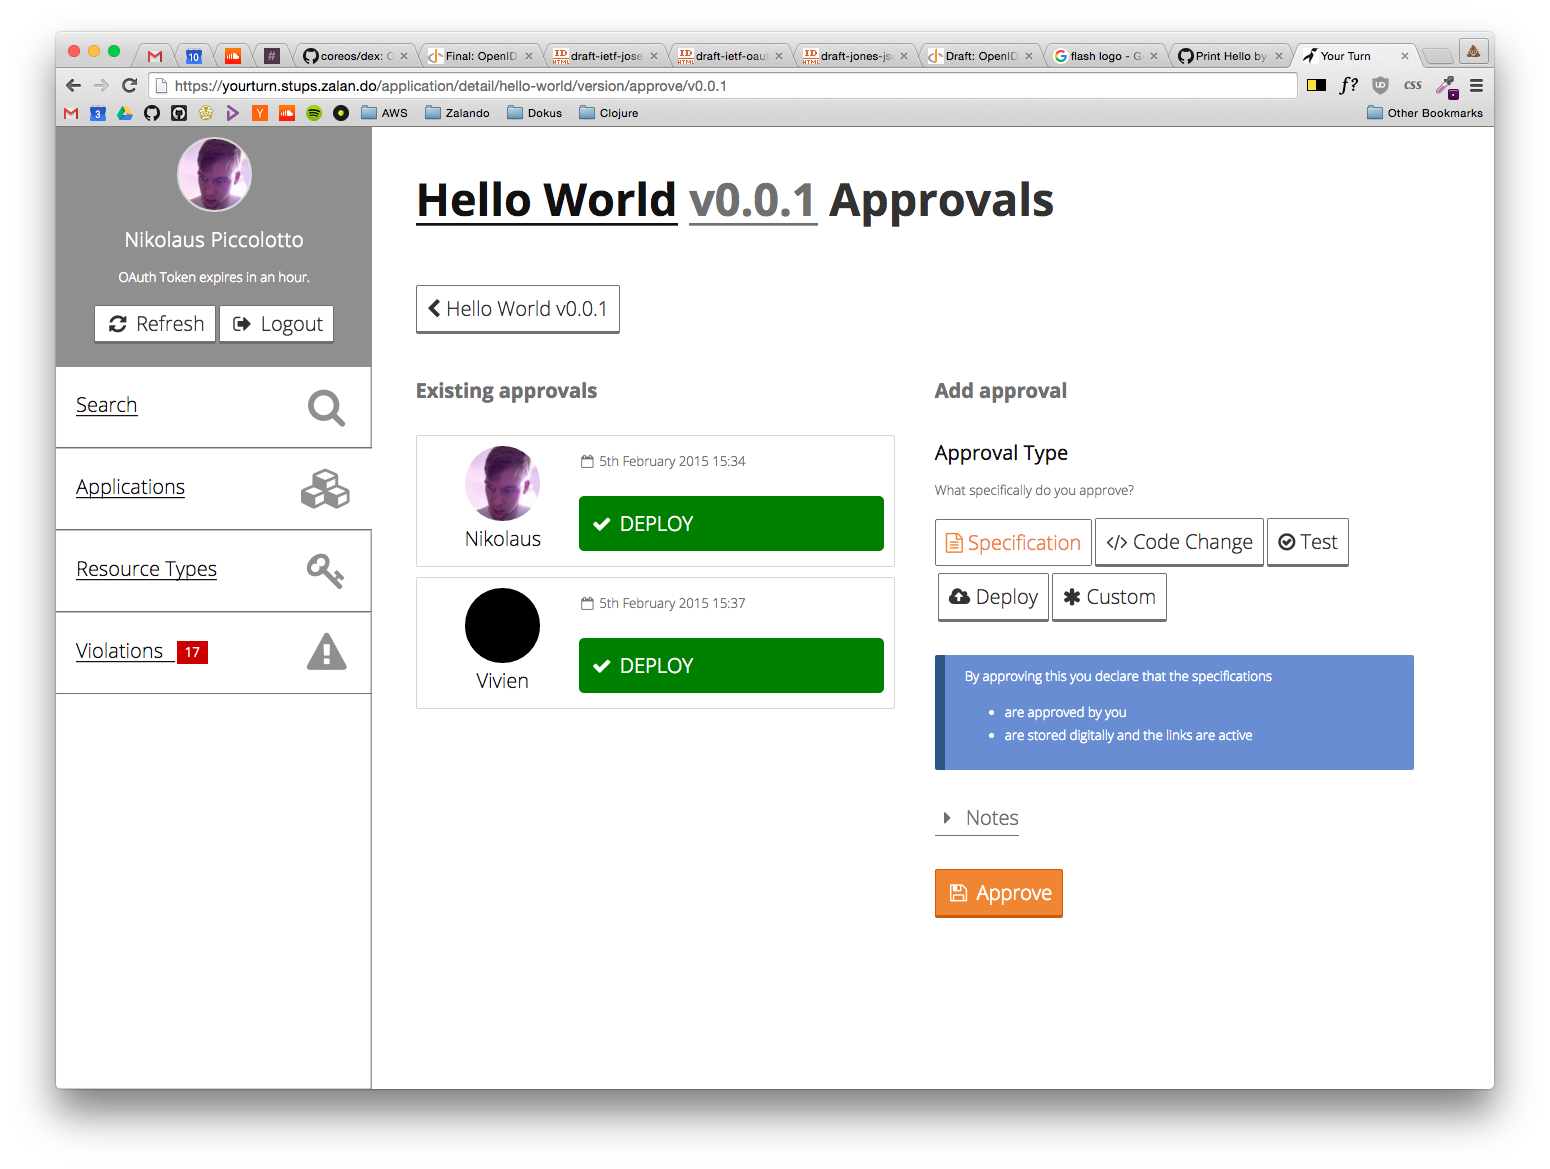 10
#
coreos/dex: C
Final: OpenID
draft-ietf-jose
draft-ietf-oaut
draft-jones-jso
Draft: OpenID
flash logo - G
Print Hello by
Your Turn
https://yourturn.stups.zalan.do/application/detail/hello-world/version/approve/v0.0.1
f?
css
3
AWS
Zalando
Dokus
Clojure
Other Bookmarks
Nikolaus Piccolotto
OAuth Token expires in an hour.
Refresh
Logout
Search
Applications
Resource Types
Violations 17
Hello World v0.0.1 Approvals
Hello World v0.0.1
Existing approvals
5th February 2015 15:34
DEPLOY
Nikolaus
5th February 2015 15:37
DEPLOY
Vivien
Add approval
Approval Type
What specifically do you approve?
Specification
</> Code Change
Test
Deploy
Custom
By approving this you declare that the specifications
• are approved by you
• are stored digitally and the links are active
Notes
Approve